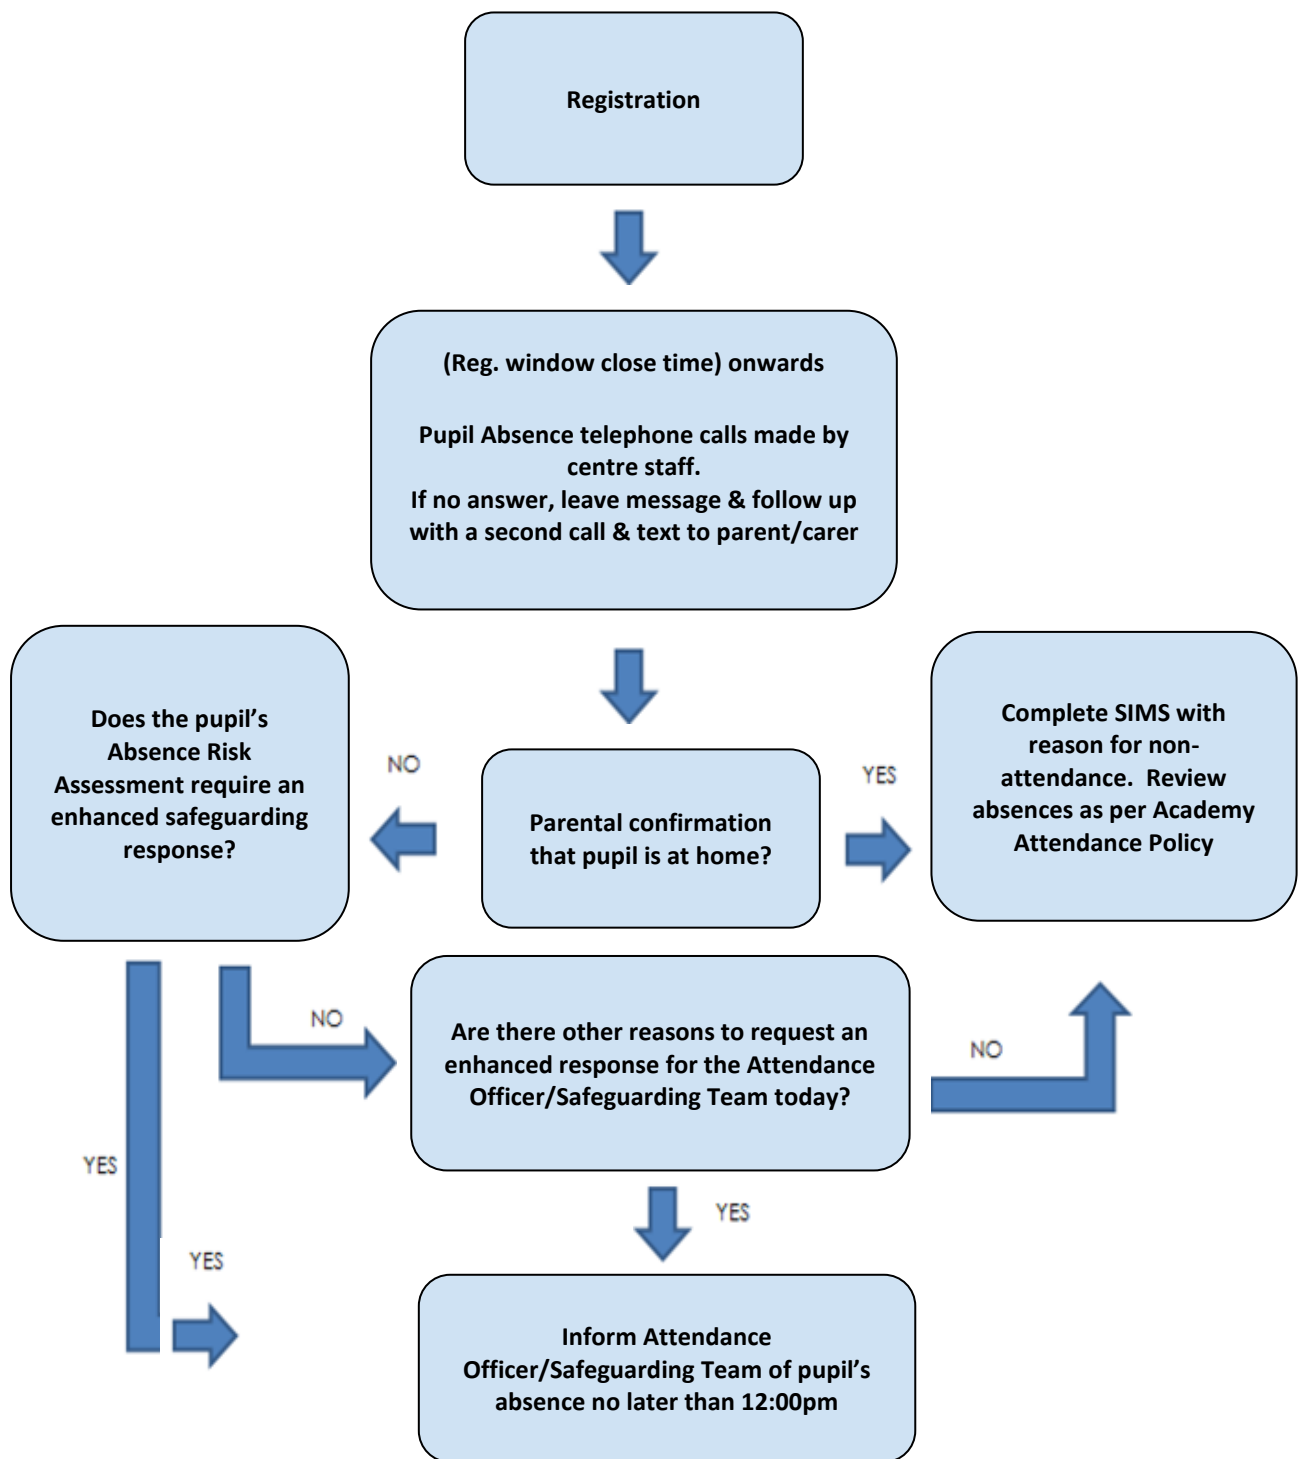 Registration
(Reg. window close time) onwards
Pupil Absence telephone calls made by
centre staff.
If no answer, leave message & follow up
with a second call & text to parent/carer
Does the pupil’s
Absence Risk
Assessment require an
enhanced safeguarding
response?
NO
Parental confirmation
that pupil is at home?
YES
Complete SIMS with
reason for non-
attendance.  Review
absences as per Academy
Attendance Policy
NO
Are there other reasons to request an
enhanced response for the Attendance
Officer/Safeguarding Team today?
NO
YES
YES
YES
Inform Attendance
Officer/Safeguarding Team of pupil’s
absence no later than 12:00pm